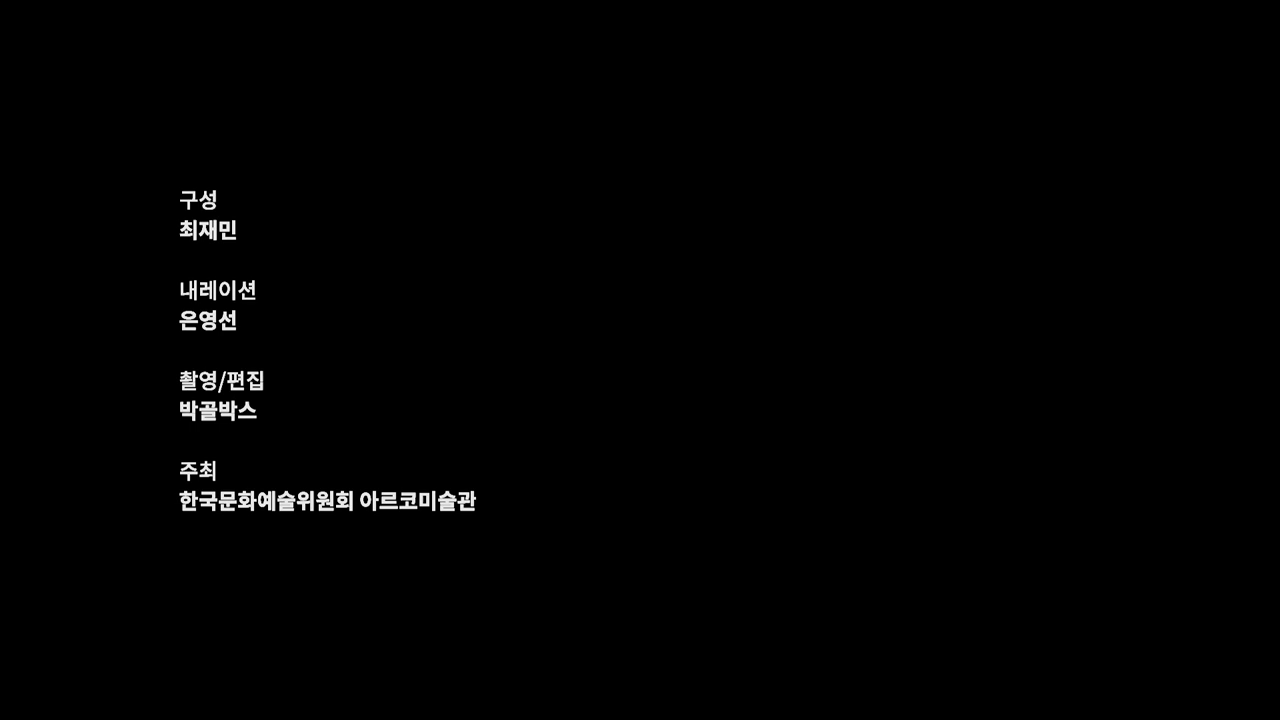 구성
최재민
내레이션
온영선
촬영/편집
박골박스
주최
한국문화예술위원회 아르코미술관